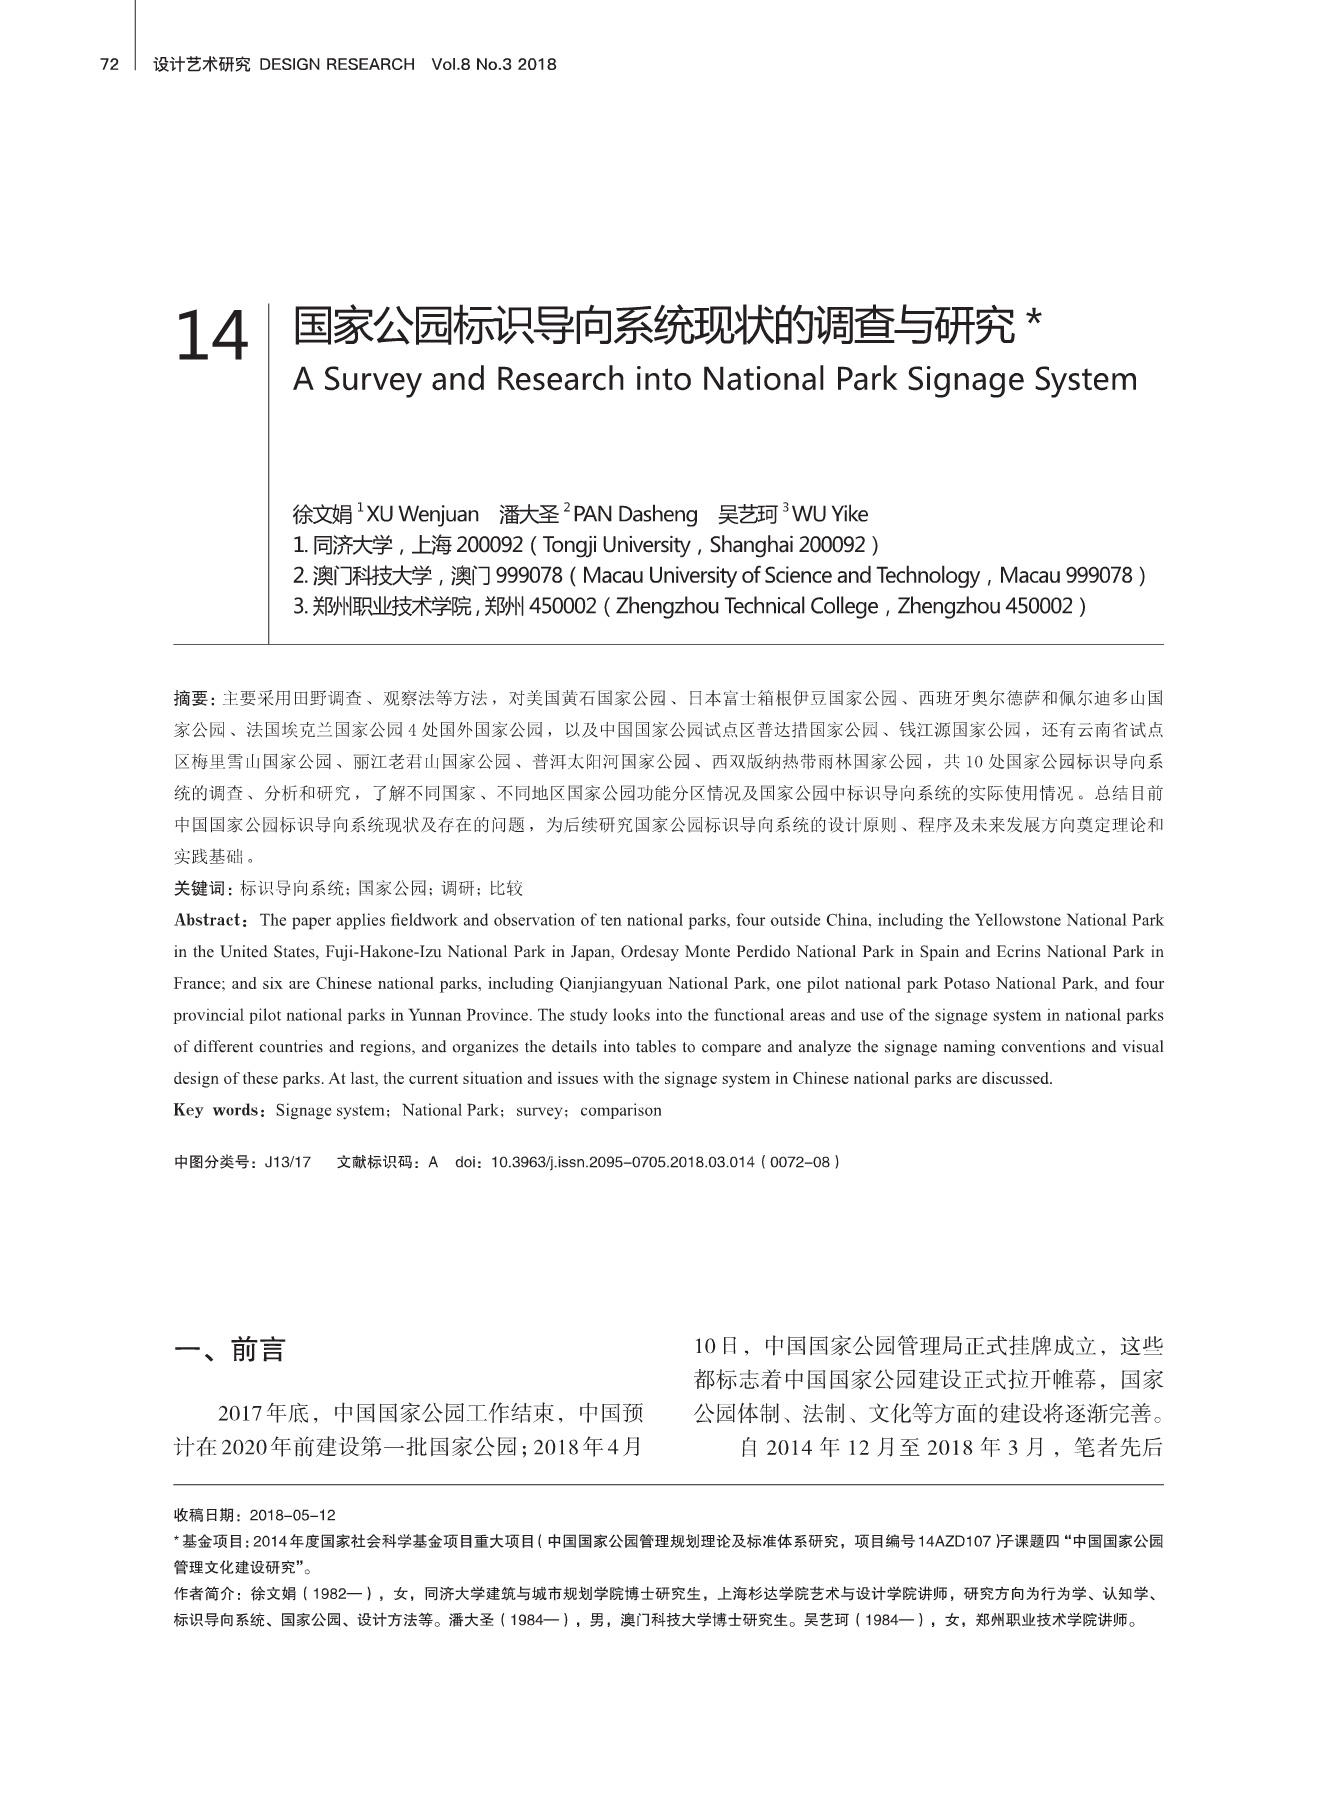 72 设计艺术研究 DESIGN RESEARCH Vol.8 No.3 2018
14
国家公园标识导向系统现状的调查与研究 *
A Survey and Research into National Park Signage System
徐文娟 1 XU Wenjuan 潘大圣 2 PAN Dasheng 吴艺珂 3 WU Yike
1. 同济大学，上海 200092（Tongji University，Shanghai 200092）
2. 澳门科技大学，澳门 999078（Macau University of Science and Technology，Macau 999078）
3. 郑州职业技术学院，郑州 450002（Zhengzhou Technical College，Zhengzhou 450002）
摘要：主要采用田野调查、观察法等方法，对美国黄石国家公园、日本富士箱根伊豆国家公园、西班牙奥尔德萨和佩尔迪多山国
家公园、法国埃克兰国家公园 4 处国外国家公园，以及中国国家公园试点区普达措国家公园、钱江源国家公园，还有云南省试点
区梅里雪山国家公园、丽江老君山国家公园、普洱太阳河国家公园、西双版纳热带雨林国家公园，共 10 处国家公园标识导向系
统的调查、分析和研究，了解不同国家、不同地区国家公园功能分区情况及国家公园中标识导向系统的实际使用情况。总结目前
中国国家公园标识导向系统现状及存在的问题，为后续研究国家公园标识导向系统的设计原则、程序及未来发展方向奠定理论和
实践基础。
关键词：标识导向系统；国家公园；调研；比较
Abstract：The paper applies fieldwork and observation of ten national parks, four outside China, including the Yellowstone National Park
in the United States, Fuji-Hakone-Izu National Park in Japan, Ordesay Monte Perdido National Park in Spain and Ecrins National Park in
France; and six are Chinese national parks, including Qianjiangyuan National Park, one pilot national park Potaso National Park, and four
provincial pilot national parks in Yunnan Province. The study looks into the functional areas and use of the signage system in national parks
of different countries and regions, and organizes the details into tables to compare and analyze the signage naming conventions and visual
design of these parks. At last, the current situation and issues with the signage system in Chinese national parks are discussed.
Key words：Signage system；National Park；survey；comparison
中图分类号：J13/17 文献标识码：A doi：10.3963/j.issn.2095-0705.2018.03.014（0072-08）
一、前言
2017 年底，中国国家公园工作结束，中国预
计在 2020 年前建设第一批国家公园；2018 年 4 月
10 日，中国国家公园管理局正式挂牌成立，这些
都标志着中国国家公园建设正式拉开帷幕，国家
公园体制、法制、文化等方面的建设将逐渐完善。
自 2014 年 12 月至 2018 年 3 月，笔者先后
收稿日期：2018-05-12
* 基金项目：2014 年度国家社会科学基金项目重大项目（中国国家公园管理规划理论及标准体系研究，项目编号 14AZD107）子课题四“中国国家公园
管理文化建设研究”。
作者简介：徐文娟（1982—），女，同济大学建筑与城市规划学院博士研究生，上海杉达学院艺术与设计学院讲师，研究方向为行为学、认知学、
标识导向系统、国家公园、设计方法等。潘大圣（1984—），男，澳门科技大学博士研究生。吴艺珂（1984—），女，郑州职业技术学院讲师。